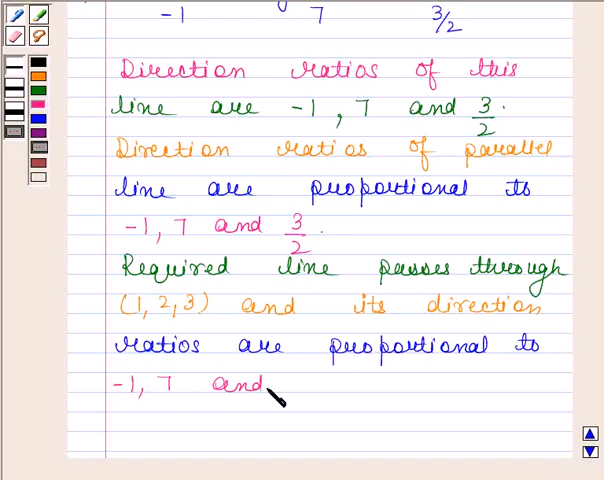 -1 7 3/2
Direction ratios of this
line are -1, 7 and 3/2.
Direction ratios of parallel
line are proportional to
-1, 7 and 3/2.
Required line passes through
(1, 2, 3) and its direction
ratios are proportional to
-1, 7 and